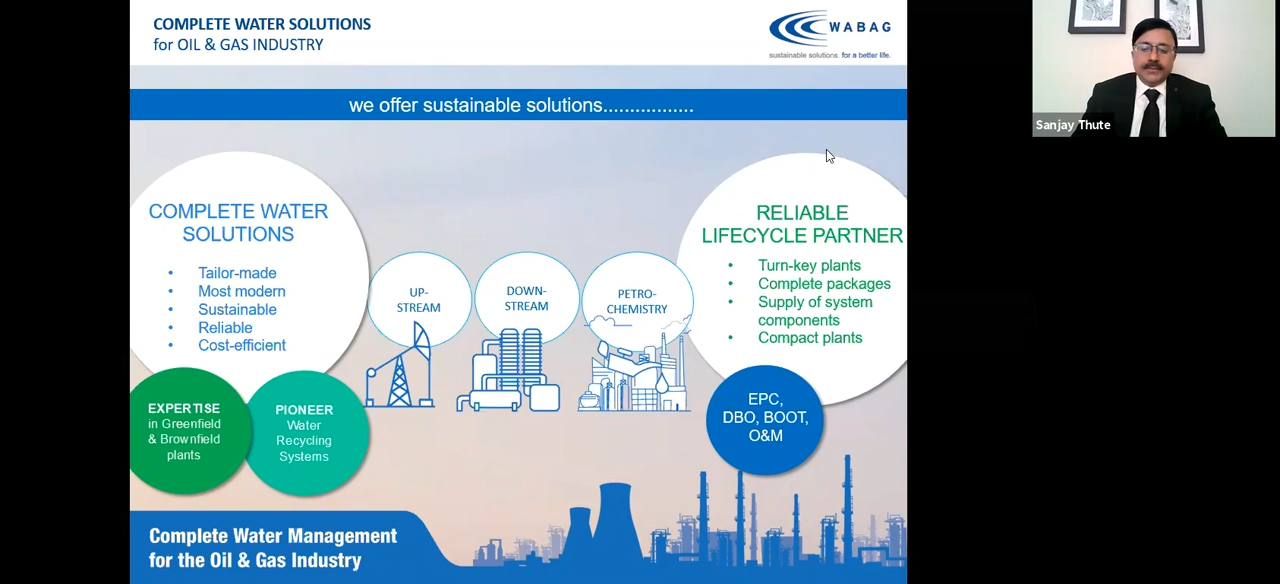 COMPLETE WATER SOLUTIONS
for OIL & GAS INDUSTRY
WABAG
sustainable solutions. for a better life.
we offer sustainable solutions.................
Sanjay Thute
COMPLETE WATER
SOLUTIONS
• Tailor-made
• Most modern
• Sustainable
• Reliable
• Cost-efficient
UP-
STREAM
DOWN-
STREAM
PETRO-
CHEMISTRY
RELIABLE
LIFECYCLE PARTNER
• Turn-key plants
• Complete packages
• Supply of system
components
• Compact plants
EXPERTISE
in Greenfield
& Brownfield
plants
PIONEER
Water
Recycling
Systems
EPC,
DBO, BOOT,
O&M
Complete Water Management
for the Oil & Gas Industry